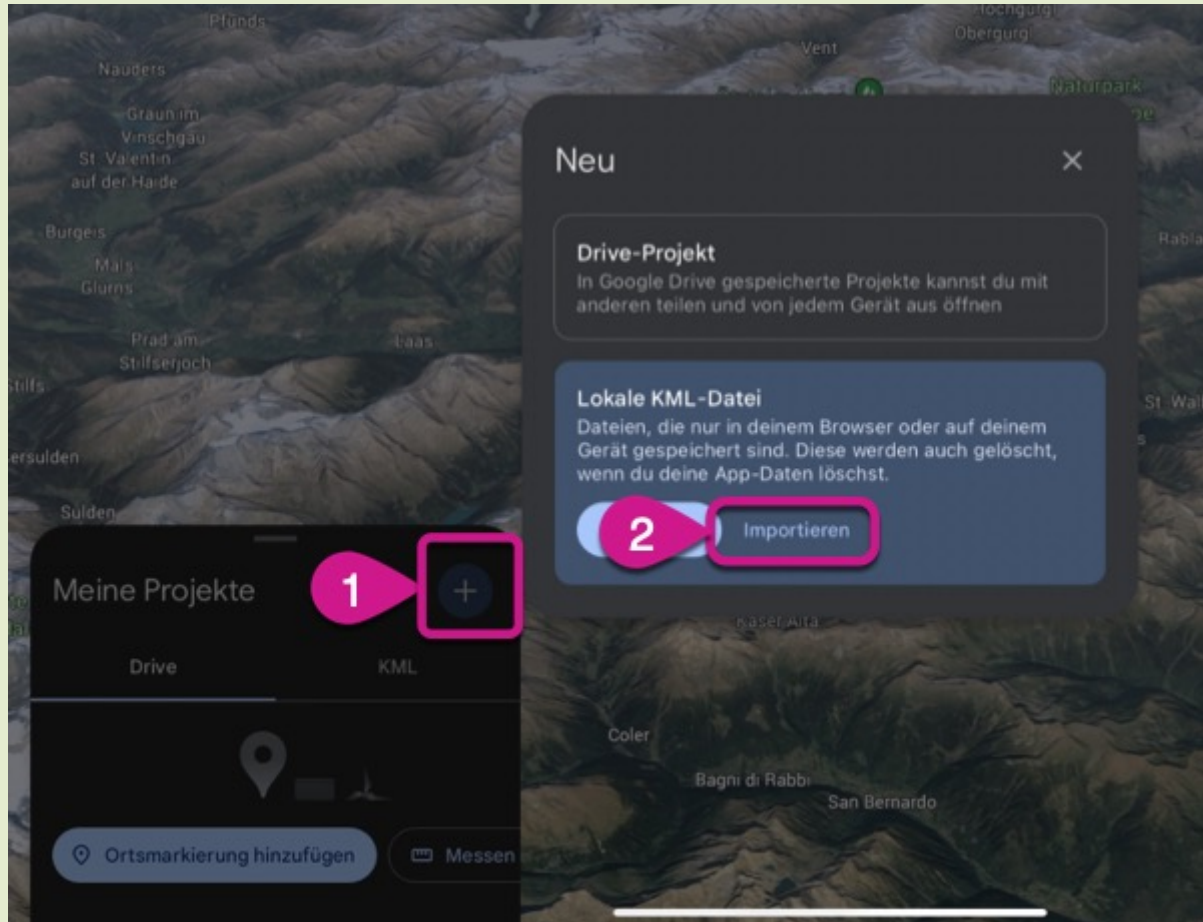 Pfunds
Obergurgl
Vent
Nauders
Naturpark
Graun im
Vinschgau
St. Valentin
auf der Haide
Neu
Burgeis
Mals
Glurns
Drive-Projekt
In Google Drive gespeicherte Projekte kannst du mit
anderen teilen und von jedem Gerät aus öffnen
Prad am
Stilfserjoch
Laas
Lokale KML-Datei
Dateien, die nur in deinem Browser oder auf deinem
Gerät gespeichert sind. Diese werden auch gelöscht,
wenn du deine App-Daten löschst.
Sulden
2
Importieren
Meine Projekte
1
+
Kaser Alta
Drive
KML
Coler
Bagni di Rabbi
San Bernardo
Ortsmarkierung hinzufügen
Messen